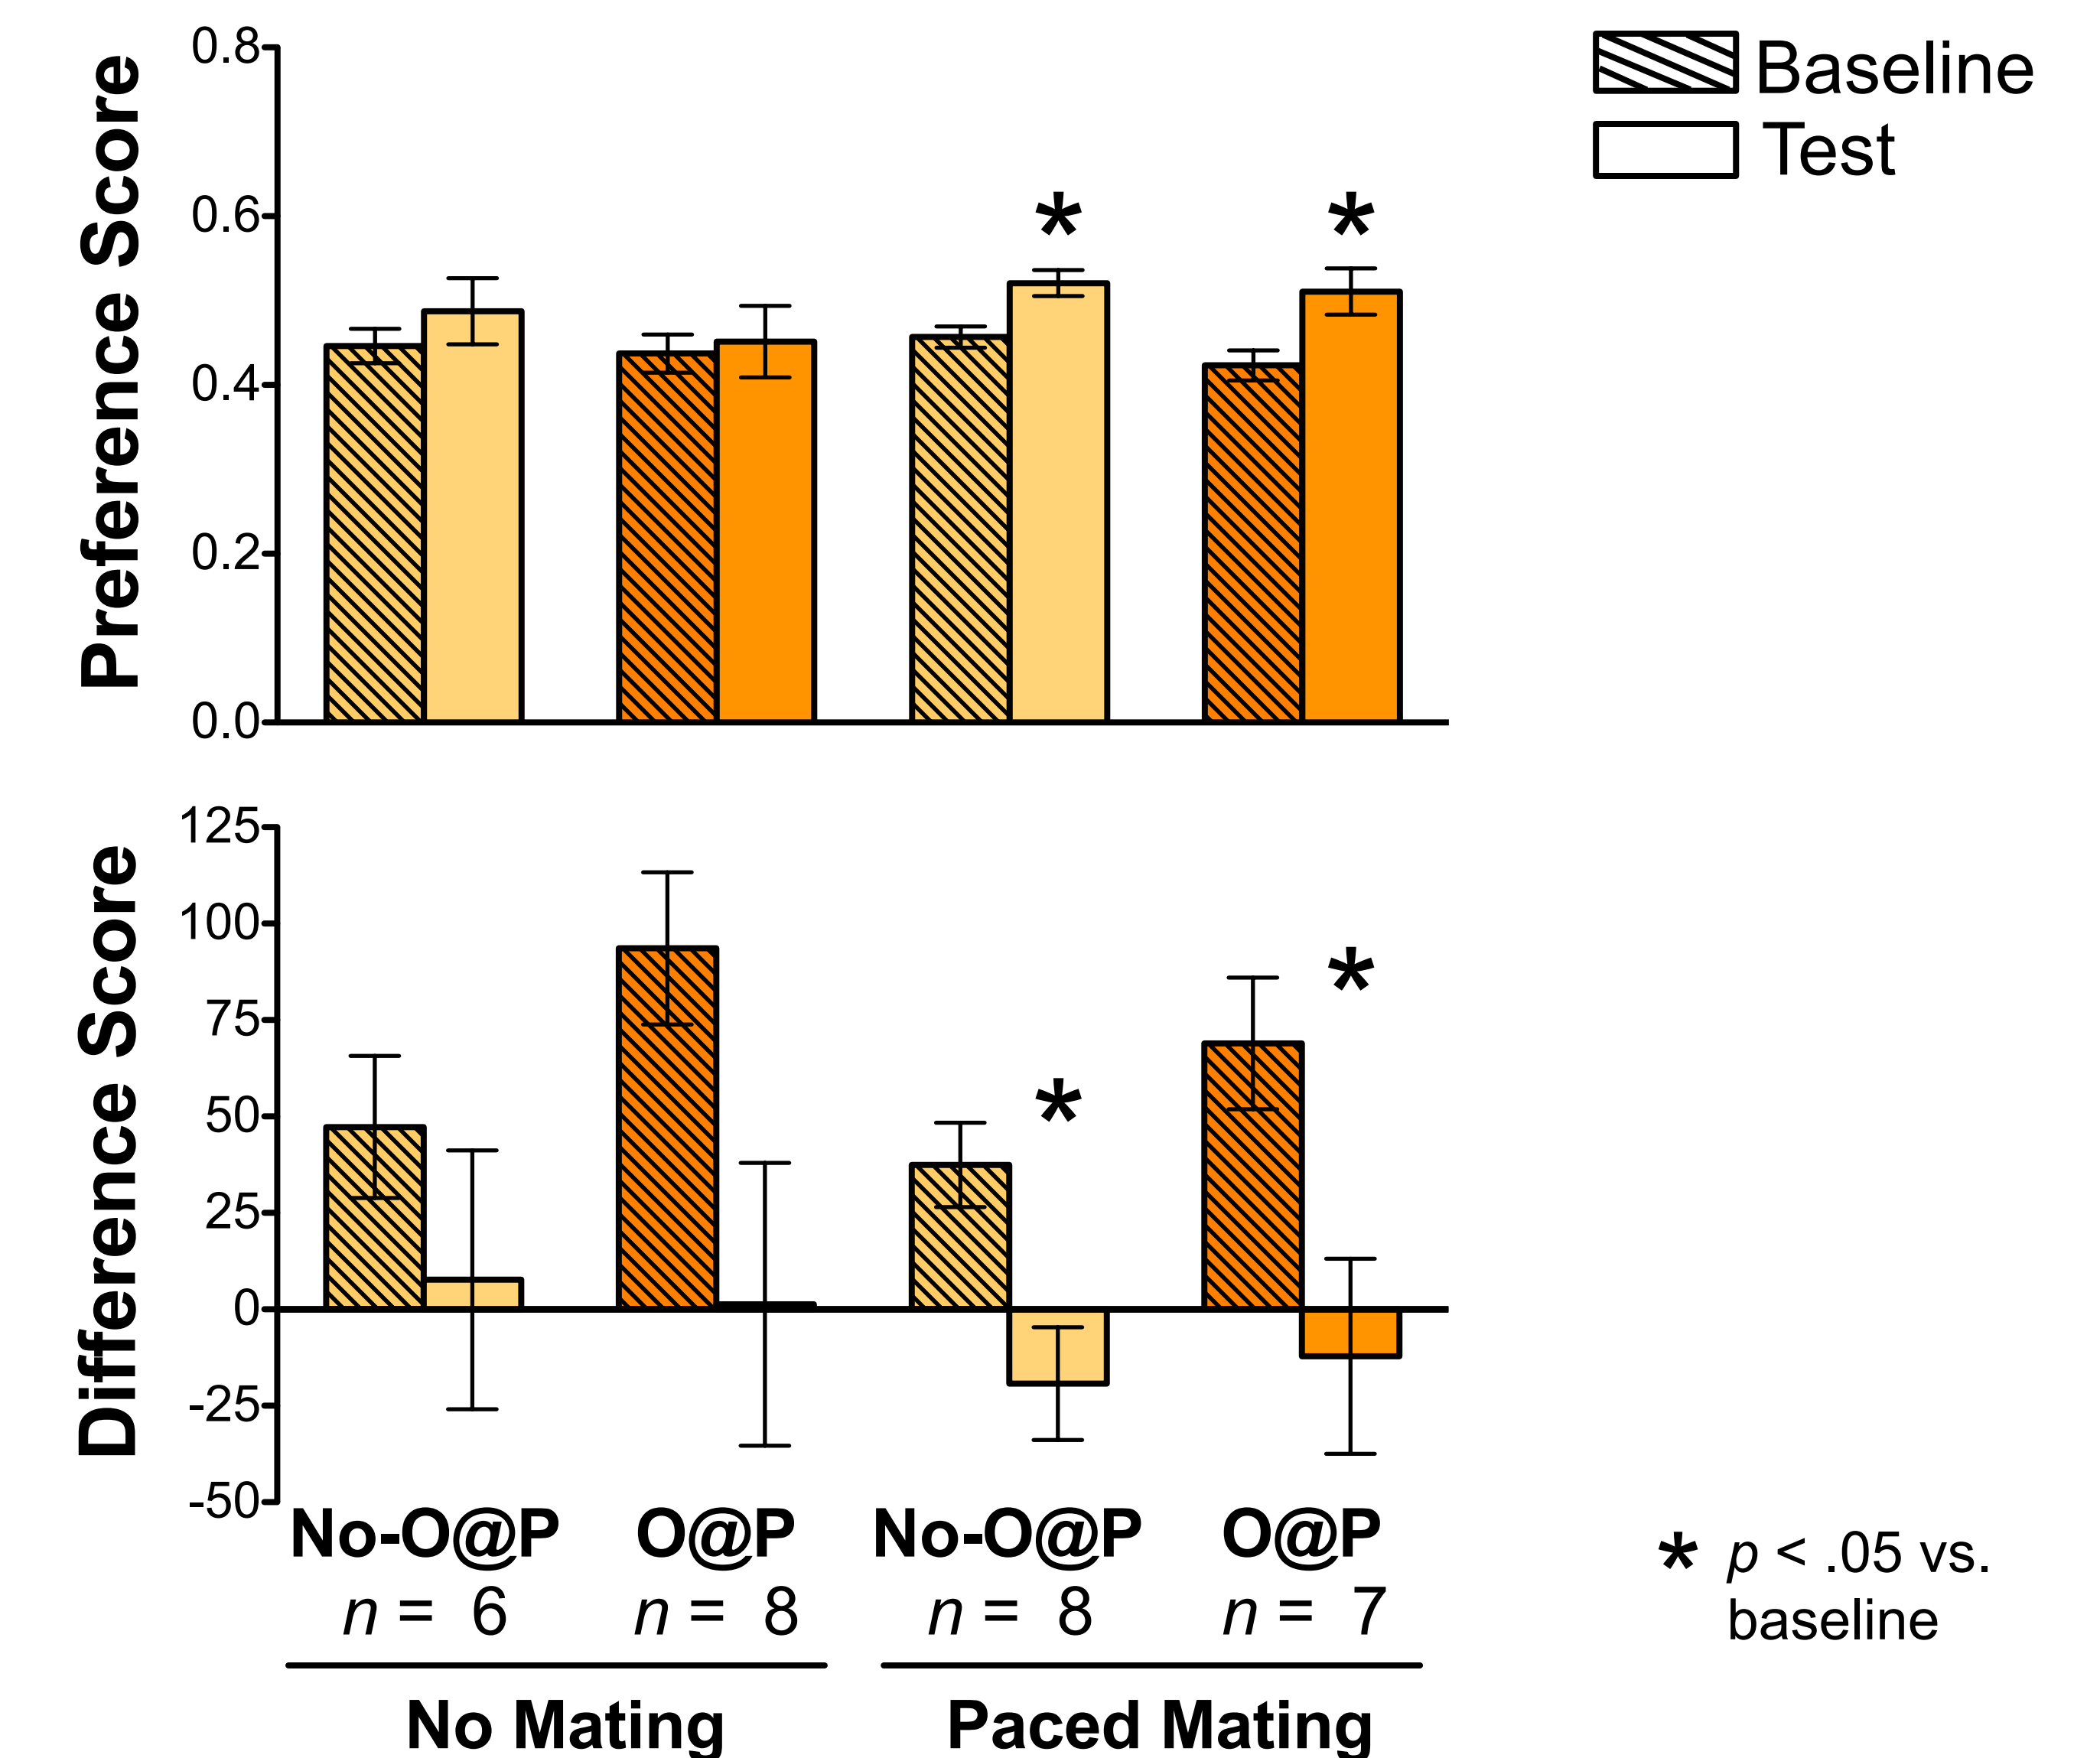 Preference Score
0.8
0.6
0.4
0.2
0.0
*
*
Baseline
Test
Difference Score
125
100
75
50
25
0
-25
-50
*
*
No-O@P
O@P
No-O@P
O@P
n = 6
n = 8
n = 8
n = 7
No Mating
Paced Mating
* p < .05 vs.
baseline